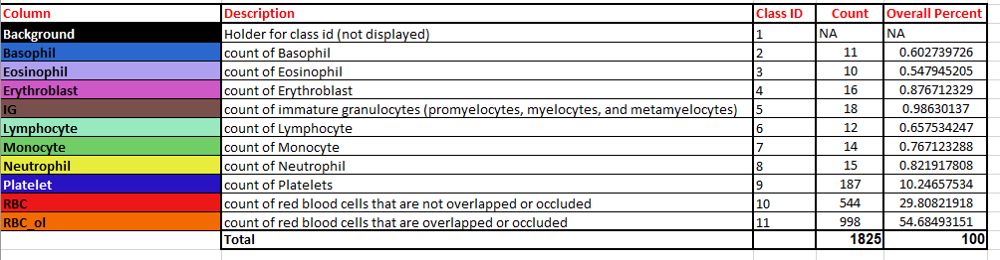 Column Description Class ID Count Overall Percent
Background Holder for class id (not displayed) 1 NA NA
Basophil count of Basophil 2 11 0.602739726
Eosinophil count of Eosinophil 3 10 0.547945205
Erythroblast count of Erythroblast 4 16 0.876712329
IG count of immature granulocytes (promyelocytes, myelocytes, and metamyelocytes) 5 18 0.98630137
Lymphocyte count of Lymphocyte 6 12 0.657534247
Monocyte count of Monocyte 7 14 0.767123288
Neutrophil count of Neutrophil 8 15 0.821917808
Platelet count of Platelets 9 187 10.24657534
RBC count of red blood cells that are not overlapped or occluded 10 544 29.80821918
RBC_ol count of red blood cells that are overlapped or occluded 11 998 54.68493151
Total 1825 100